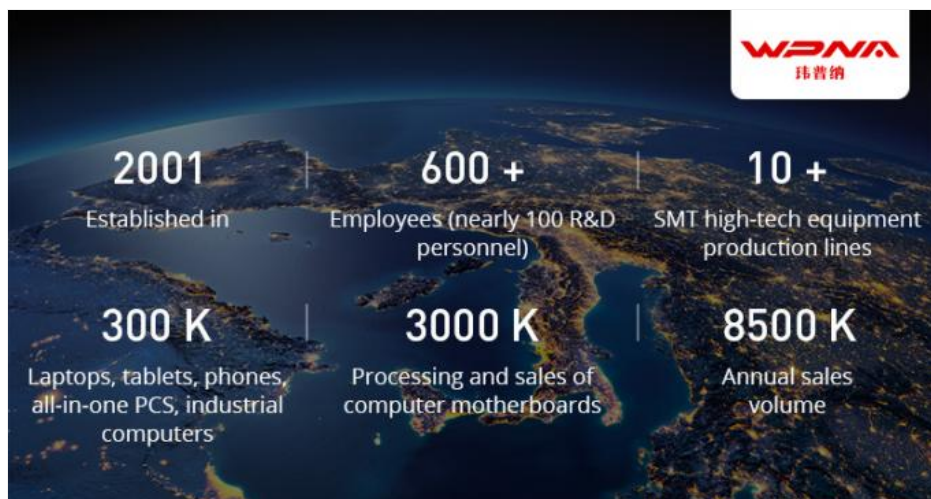 WPNA
玮普纳
2001
Established in
600 +
Employees (nearly 100 R&D
personnel)
10 +
SMT high-tech equipment
production lines
300 K
Laptops, tablets, phones,
all-in-one PCS, industrial
computers
3000 K
Processing and sales of
computer motherboards
8500 K
Annual sales
volume